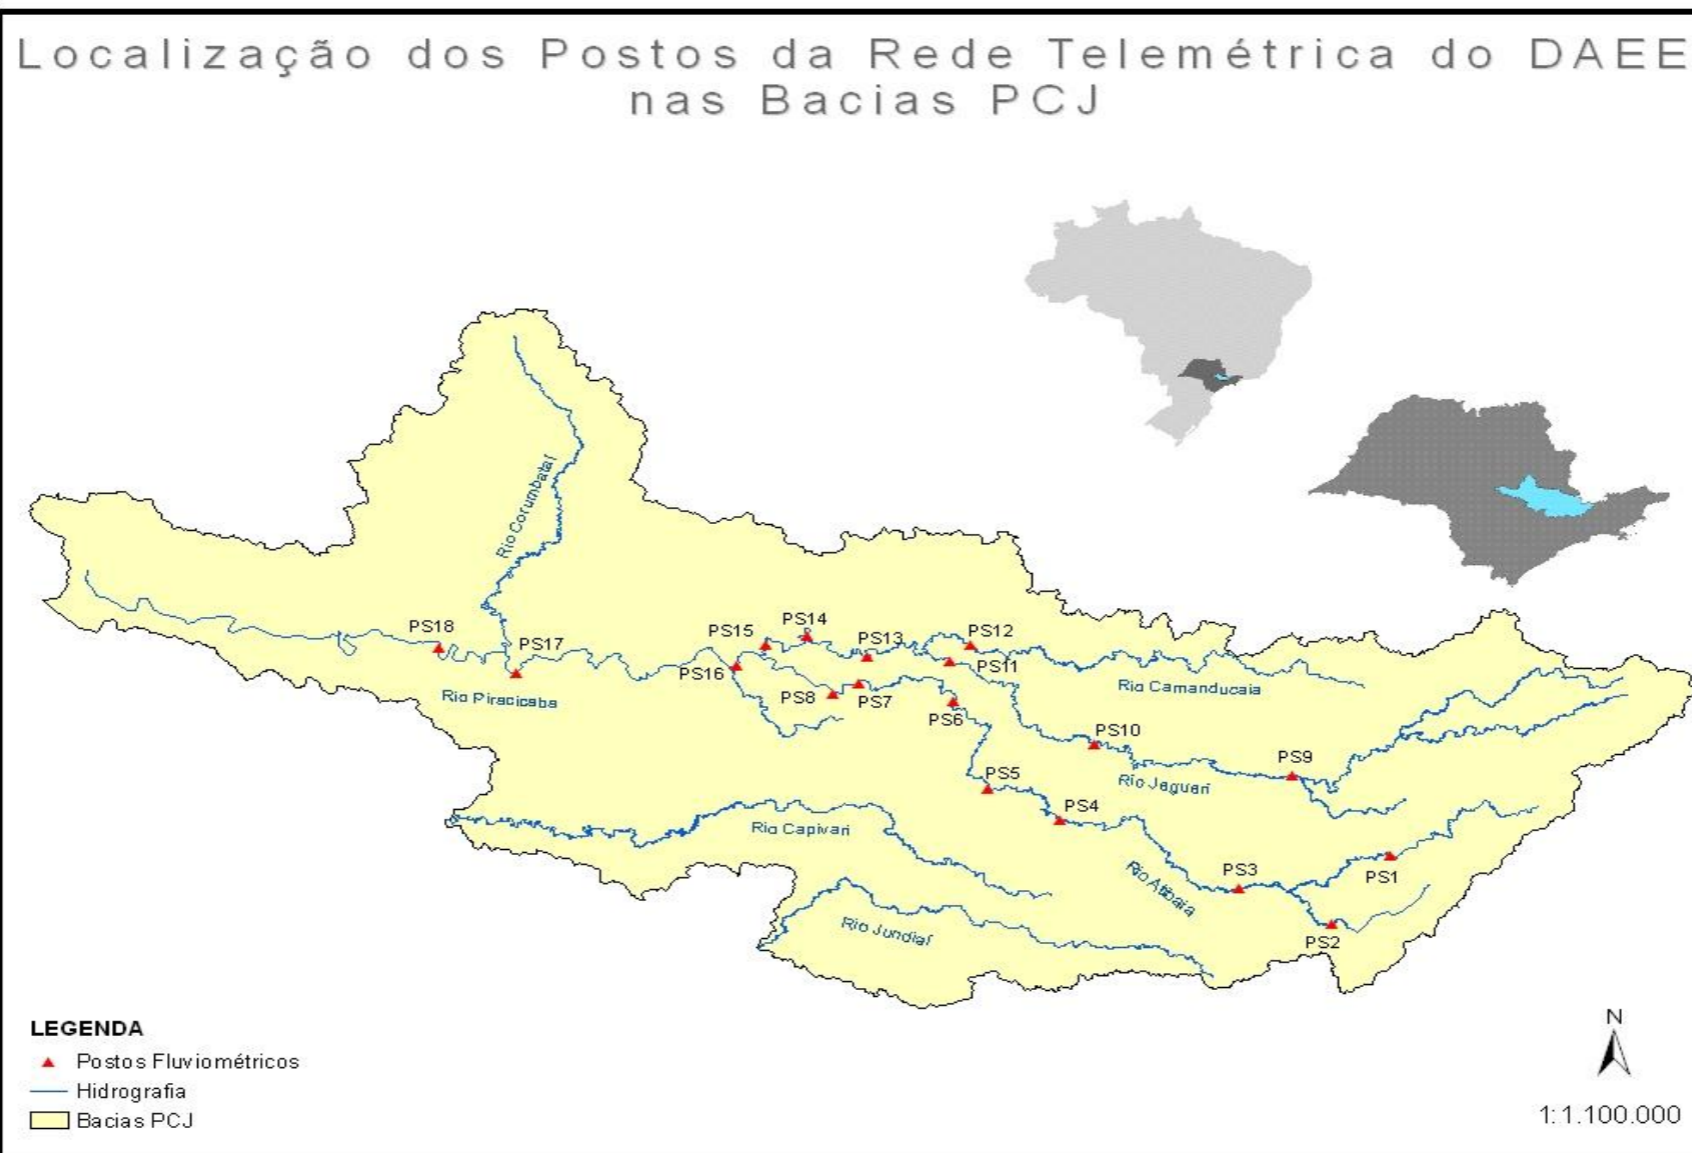 Localização dos Postos da Rede Telemétrica do DAEE
nas Bacias PCJ
Rio Corumbataí
PS18
PS17
Rio Piracicaba
PS15
PS14
PS13
PS12
PS16
PS11
PS8
PS7
PS6
Rio Camanducaia
PS10
PS9
Rio Jaguari
PS5
PS4
Rio Capivari
PS3
PS1
Rio Atibaia
Rio Jundiaí
PS2
LEGENDA
Postos Fluviométricos
Hidrografia
Bacias PCJ
N
1:1.100.000